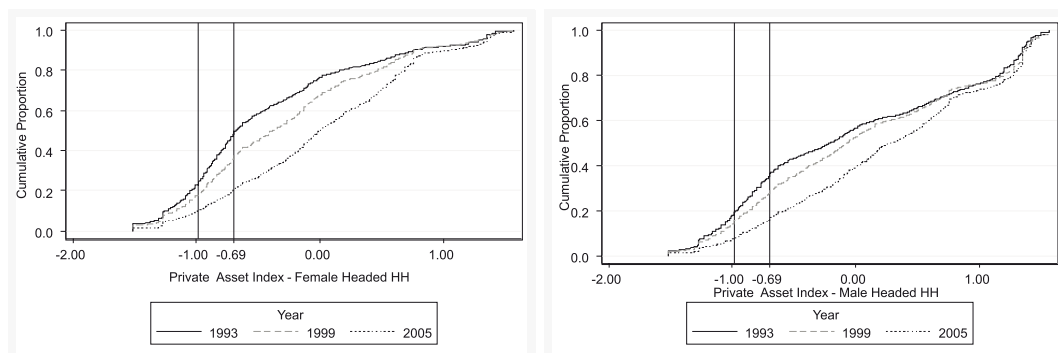 Cumulative Proportion
1.0
0.8
0.6
0.4
0.2
0.0
-2.00 -1.00 -0.69 0.00 1.00
Private Asset Index - Female Headed HH
Year
1993 1999 2005
Cumulative Proportion
1.0
0.8
0.6
0.4
0.2
0.0
-2.00 -1.00 -0.69 0.00 1.00
Private Asset Index - Male Headed HH
Year
1993 1999 2005